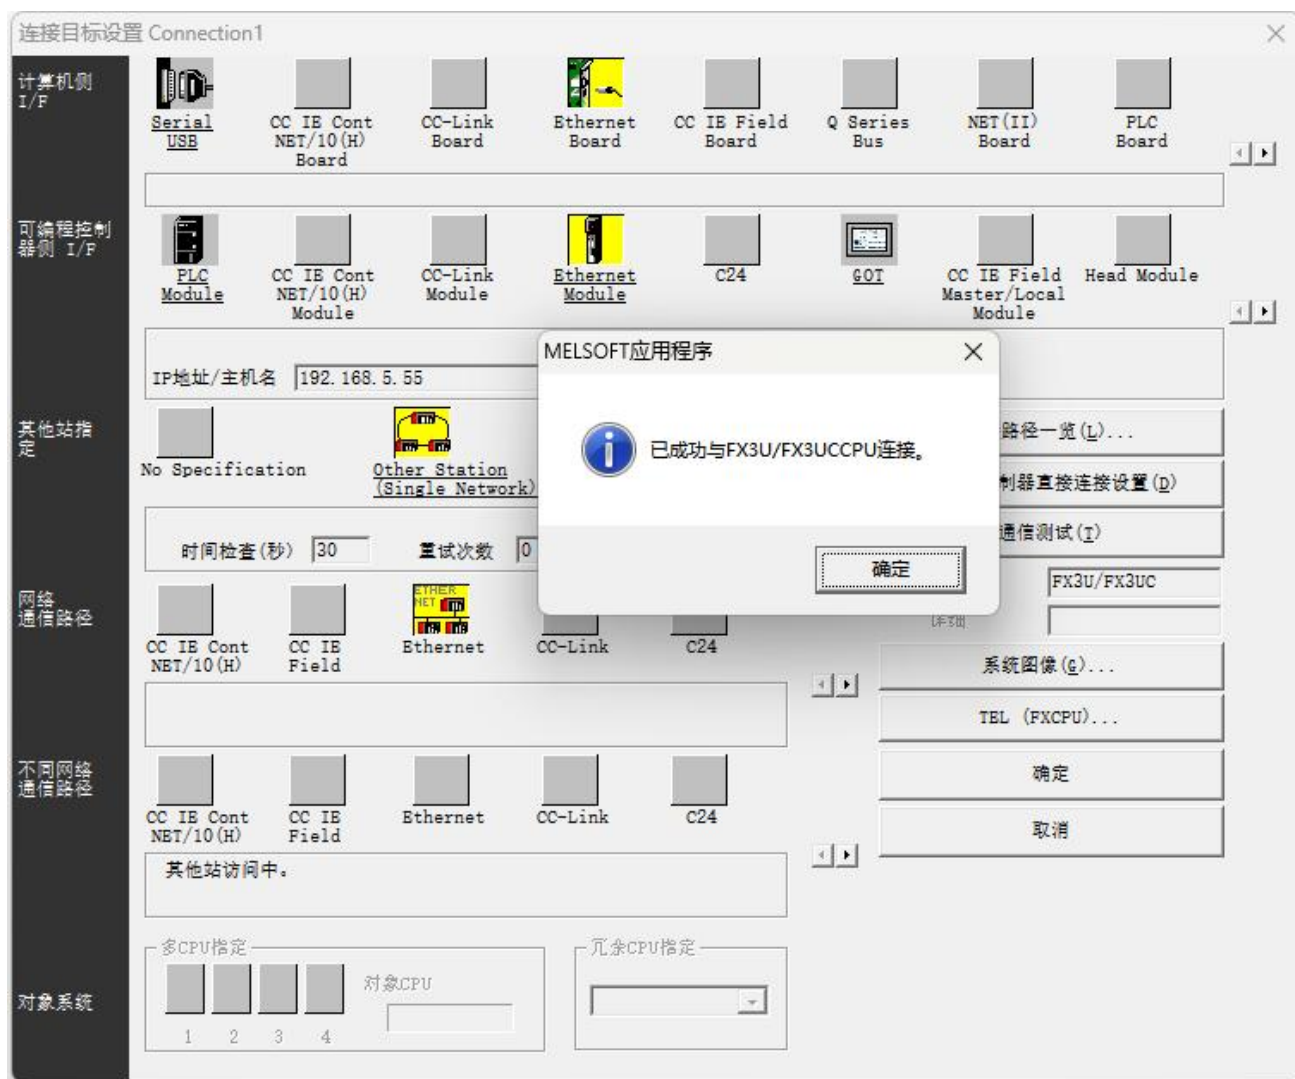 连接目标设置 Connection1
计算机侧
I/F
Serial
USB
CC IE Cont
NET/10(H)
Board
CC-Link
Board
Ethernet
Board
CC IE Field
Board
Q Series
Bus
NET(II)
Board
PLC
Board
可编程控制
器侧 I/F
PLC
Module
CC IE Cont
NET/10(H)
Module
CC-Link
Module
Ethernet
Module
C24
GOT
CC IE Field
Master/Local
Module
Head Module
IP地址/主机名 192.168.5.55
MELSOFT应用程序
已成功与FX3U/FX3UCCPU连接。
确定
其他站指
定
No Specification
Other Station
(Single Network)
路径一览(L)...
制器直接连接设置(D)
通信测试(T)
时间检查(秒) 30 重试次数 0
FX3U/FX3UC
详细
网络
通信路径
CC IE Cont
NET/10(H)
CC IE
Field
ETHER
NET
Ethernet
CC-Link
C24
系统图像(G)...
TEL (FXCPU)...
确定
取消
不同网络
通信路径
CC IE Cont
NET/10(H)
CC IE
Field
Ethernet
CC-Link
C24
其他站访问中。
对象系统
多CPU指定
对象CPU
1 2 3 4
冗余CPU指定